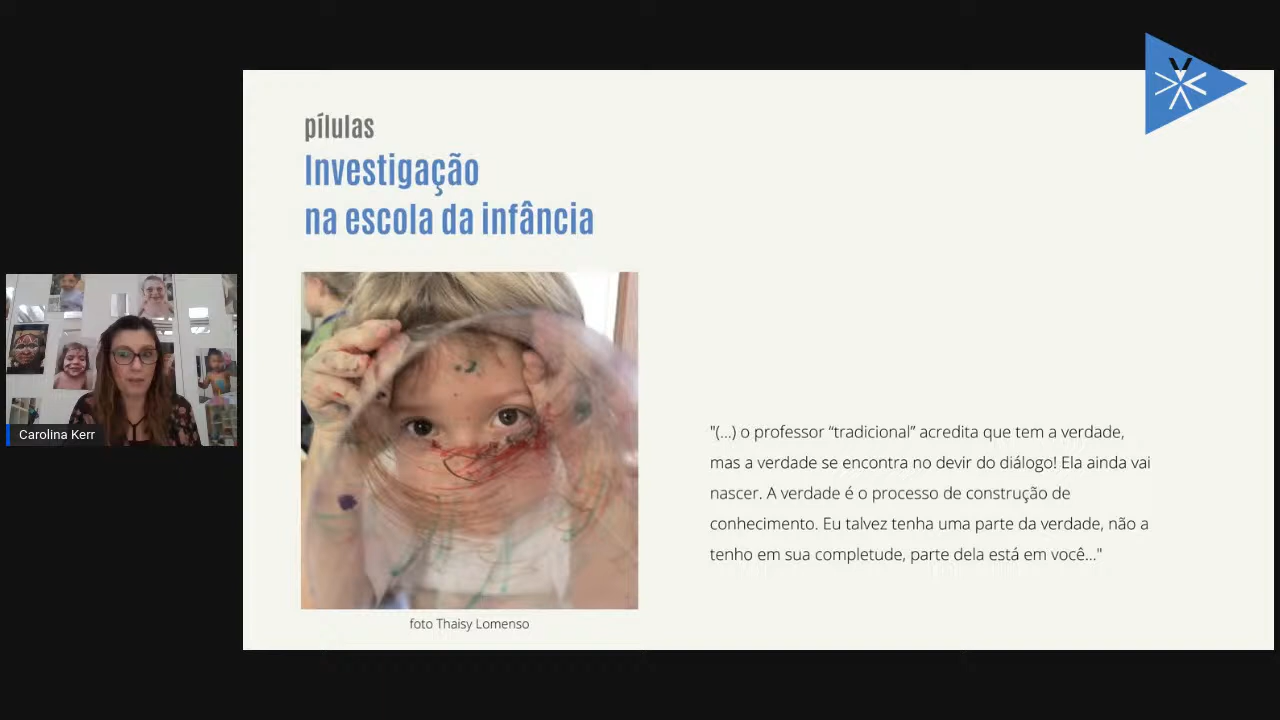 pílulas
Investigação
na escola da infância
Carolina Kerr
"(...) o professor “tradicional” acredita que tem a verdade,
mas a verdade se encontra no devir do diálogo! Ela ainda vai
nascer. A verdade é o processo de construção de
conhecimento. Eu talvez tenha uma parte da verdade, não a
tenho em sua completude, parte dela está em você..."
foto Thaisy Lomenso